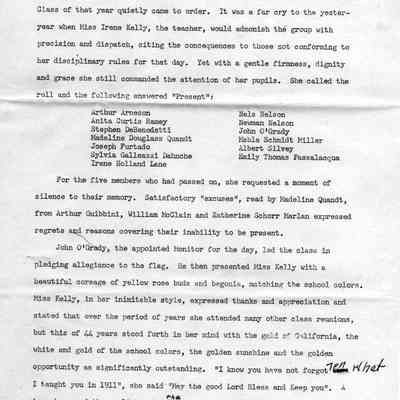 Class of that year quietly came to order. It was a far cry to the yester-
year when Miss Irene Kelly, the teacher, would admonish the group with
precision and dispatch, siting the consequences to those not conforming to
her disciplinary rules for that day. Yet with a gentle firmness, dignity
and grace she still commanded the attention of her pupils. She called the
roll and the following answered "Present";
Arthur Arneson
Anita Curtis Raney
Stephen DeBenedetti
Madeline Douglass Quandt
Joseph Furtado
Sylvia Galleazzi Dahnche
Irene Holland Lane
Nels Nelson
Newman Nelson
John O'Grady
Mabla Schmidt Miller
Albert Silvey
Emily Thomas Passalacqua
For the five members who had passed on, she requested a moment of
silence to their memory. Satisfactory "excuses", read by Madeline Quandt,
from Arthur Guibbini, William McClain and Katherine Schorr Marlan expressed
regrets and reasons covering their inability to be present.
John O'Grady, the appointed Monitor for the day, led the class in
pledging allegiance to the flag. He then presented Miss Kelly with a
beautiful corsage of yellow rose buds and begonia, matching the school colors.
Miss Kelly, in her inimitable style, expressed thanks and appreciation and
stated that over the period of years she attended many other class reunions,
but this of 44 years stood forth in her mind with the gold of California, the
white and gold of the school colors, the golden sunshine and the golden
opportunity as significantly outstanding. "I know you have not forgotten what
I taught you in 1911", she said "May the good Lord Bless and Keep you". A
the